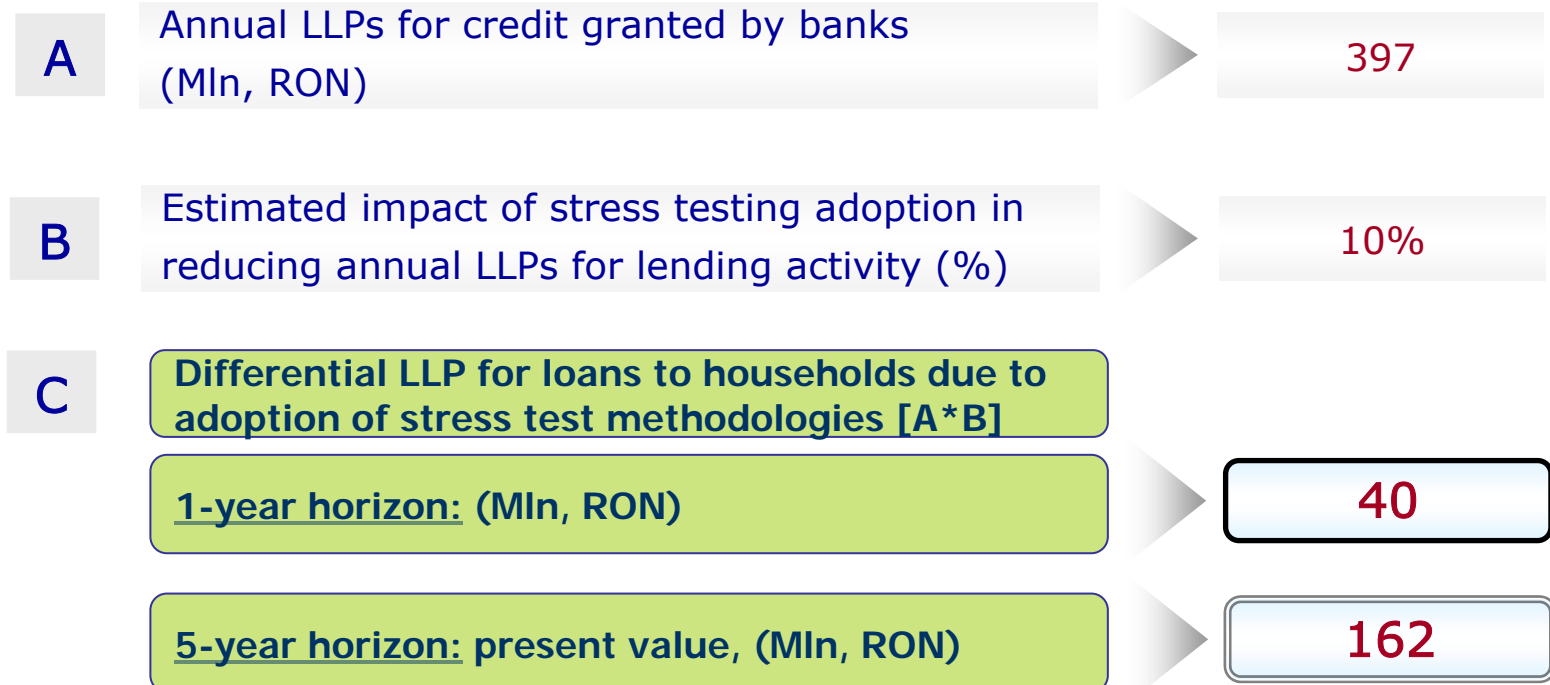 A
Annual LLPs for credit granted by banks
(Mln, RON)
397
B
Estimated impact of stress testing adoption in
reducing annual LLPs for lending activity (%)
10%
C
Differential LLP for loans to households due to
adoption of stress test methodologies [A*B]
1-year horizon: (Mln, RON)
40
5-year horizon: present value, (Mln, RON)
162